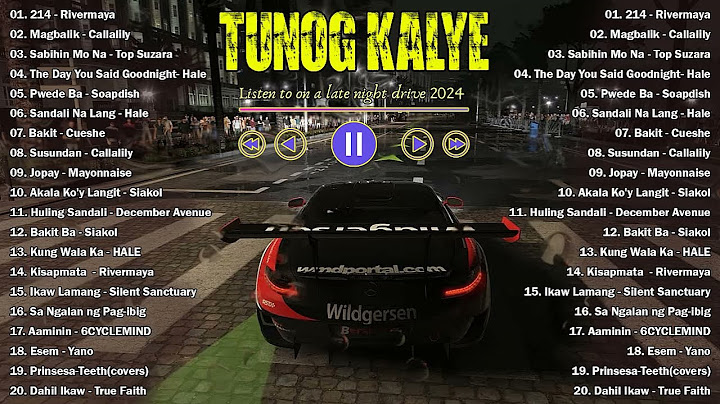 TUNOG KALYE
Listen to on a late night drive 2024
01. 214 - Rivermaya
02. Magbalik - Callalily
03. Sabihin Mo Na - Top Suzara
04. The Day You Said Goodnight- Hale
05. Pwede Ba - Soapdish
06. Sandali Na Lang - Hale
07. Bakit - Cueshe
08. Susundan - Callalily
09. Jopay - Mayonnaise
10. Akala Ko'y Langit - Siakol
11. Huling Sandali - December Avenue
12. Bakit Ba - Siakol
13. Kung Wala Ka - HALE
14. Kisapmata - Rivermaya
15. Ikaw Lamang - Silent Sanctuary
16. Sa Ngalan ng Pag-ibig
17. Aaminin - 6CYCLEMIND
18. Esem - Yano
19. Prinsesa-Teeth(covers)
20. Dahil Ikaw - True Faith
01. 214 - Rivermaya
02. Magbalik - Callalily
03. Sabihin Mo Na - Top Suzara
04. The Day You Said Goodnight- Hale
05. Pwede Ba - Soapdish
06. Sandali Na Lang - Hale
07. Bakit - Cueshe
08. Susundan - Callalily
09. Jopay - Mayonnaise
10. Akala Ko'y Langit - Siakol
11. Huling Sandali - December Avenue
12. Bakit Ba - Siakol
13. Kung Wala Ka - HALE
14. Kisapmata - Rivermaya
15. Ikaw Lamang - Silent Sanctuary
16. Sa Ngalan ng Pag-ibig
17. Aaminin - 6CYCLEMIND
18. Esem - Yano
19. Prinsesa-Teeth(covers)
20. Dahil Ikaw - True Faith
windportal.com
Wildgersen